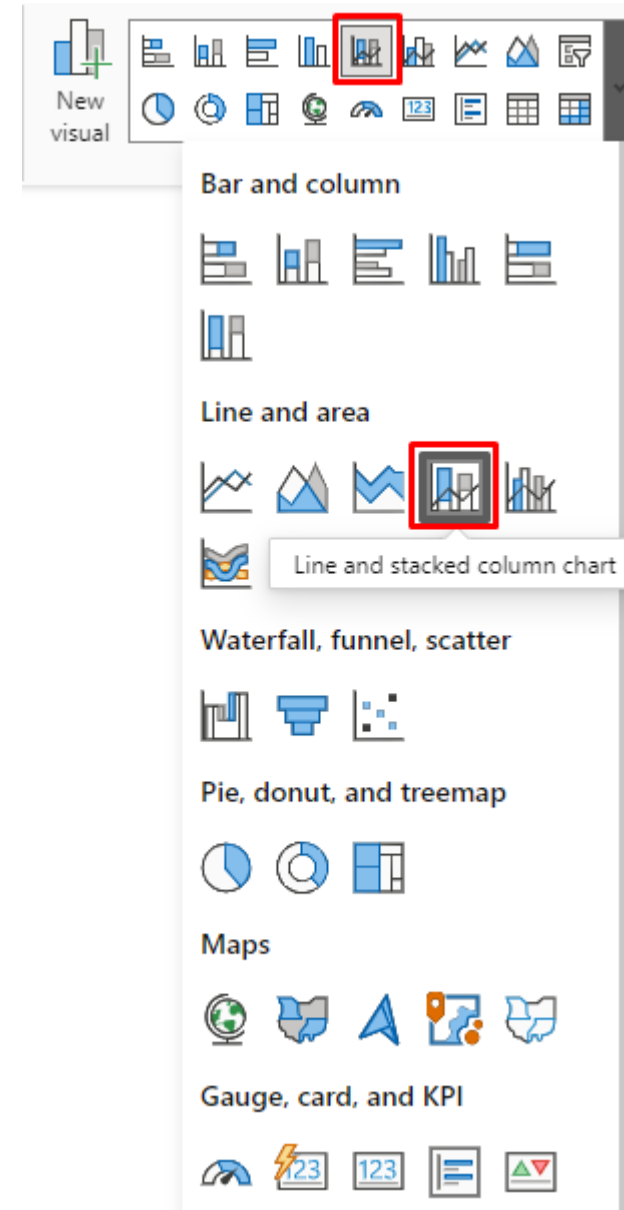 New
visual
123
Bar and column
Line and area
Line and stacked column chart
Waterfall, funnel, scatter
Pie, donut, and treemap
Maps
Gauge, card, and KPI
123
123